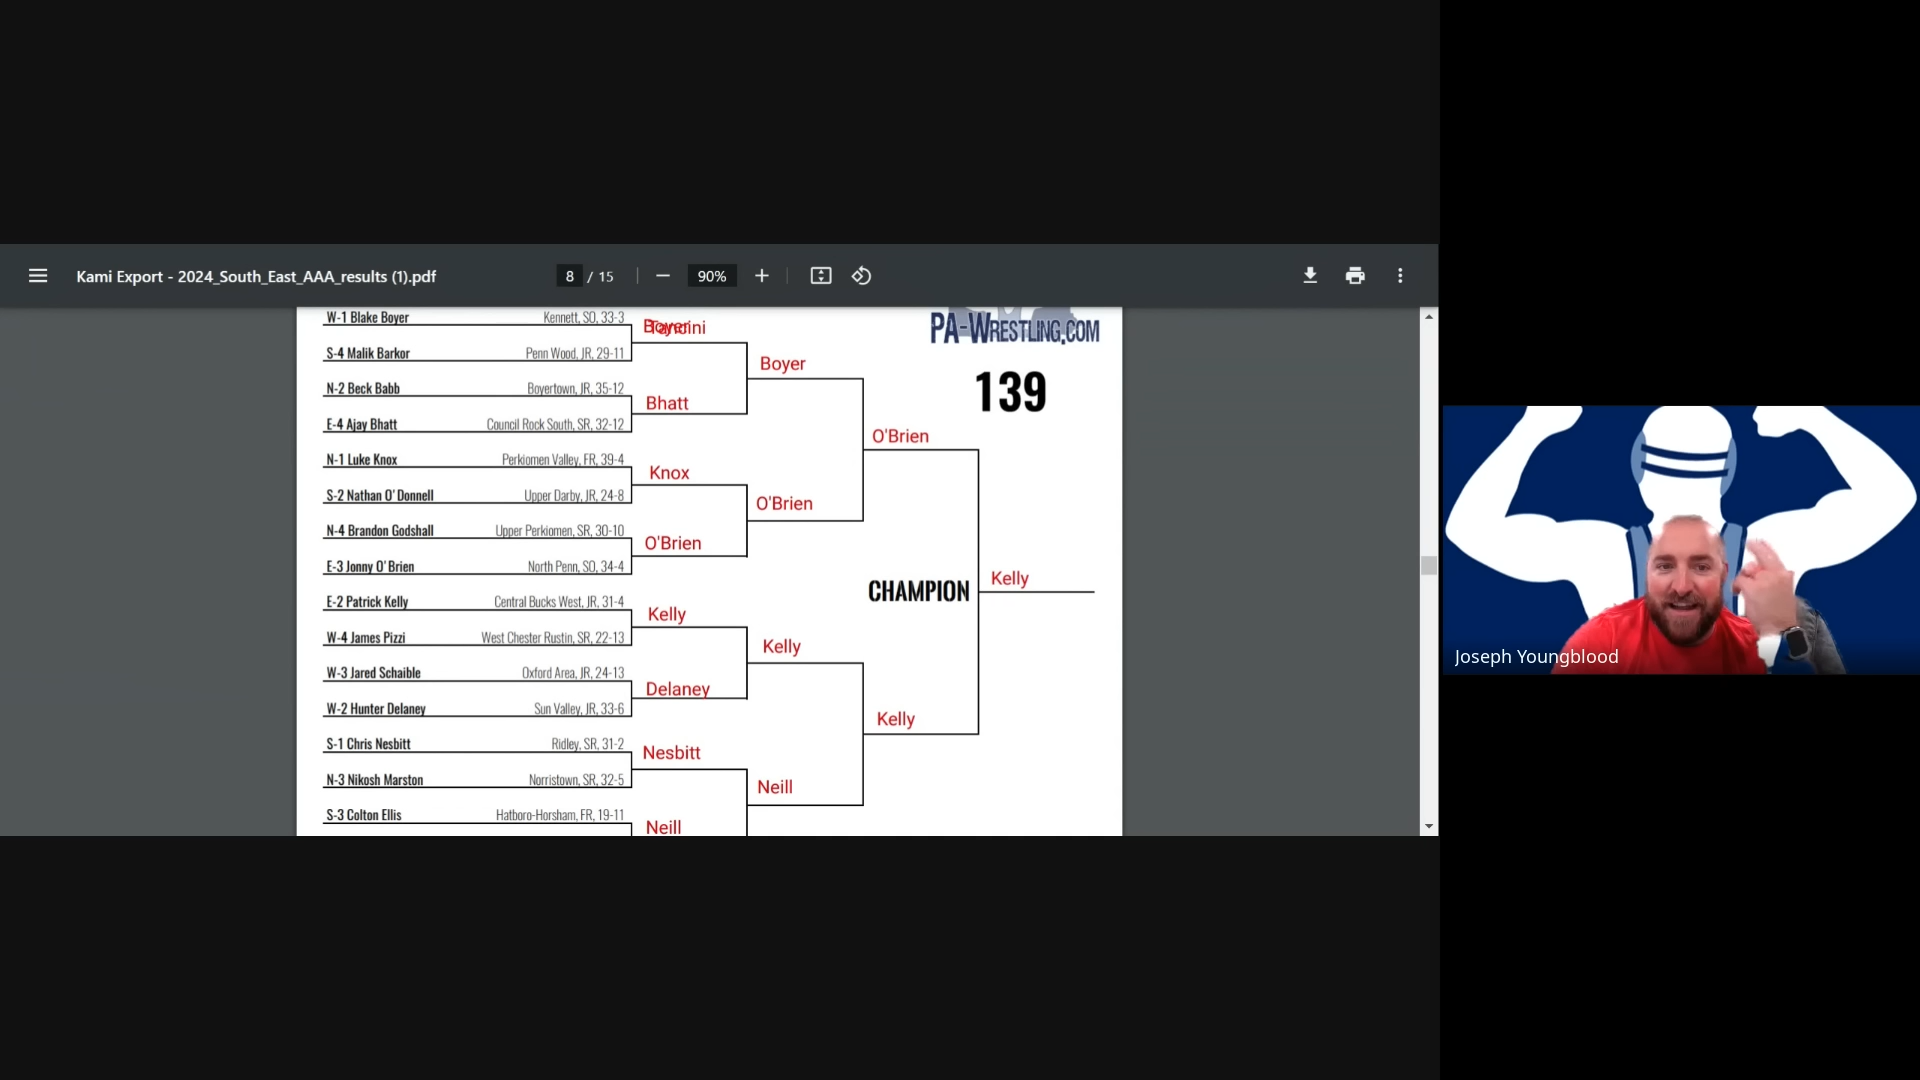 Kami Export - 2024_South_East_AAA_results (1).pdf
8 / 15
90%
W-1 Blake Boyer Kennett, SO, 33-3
Boyer
PA-WRESTLING.COM
S-4 Malik Barkor Penn Wood, JR, 29-11
Boyer
139
N-2 Beck Babb Boyertown, JR, 35-12
Bhatt
E-4 Ajay Bhatt Council Rock South, SR, 32-12
O'Brien
N-1 Luke Knox Perkiomen Valley, FR, 39-4
Knox
S-2 Nathan O'Donnell Upper Darby, JR, 24-8
O'Brien
N-4 Brandon Godshall Upper Perkiomen, SR, 30-10
O'Brien
E-3 Jonny O'Brien North Penn, SO, 34-4
Kelly
CHAMPION
E-2 Patrick Kelly Central Bucks West, JR, 31-4
Kelly
W-4 James Pizzi West Chester Rustin, SR, 22-13
Kelly
W-3 Jared Schaible Oxford Area, JR, 24-13
Delaney
W-2 Hunter Delaney Sun Valley, JR, 33-6
Kelly
S-1 Chris Nesbitt Ridley, SR, 31-2
Nesbitt
N-3 Nikosh Marston Norristown, SR, 32-5
Neill
S-3 Colton Ellis Hatboro-Horsham, FR, 19-11
Neill
Joseph Youngblood